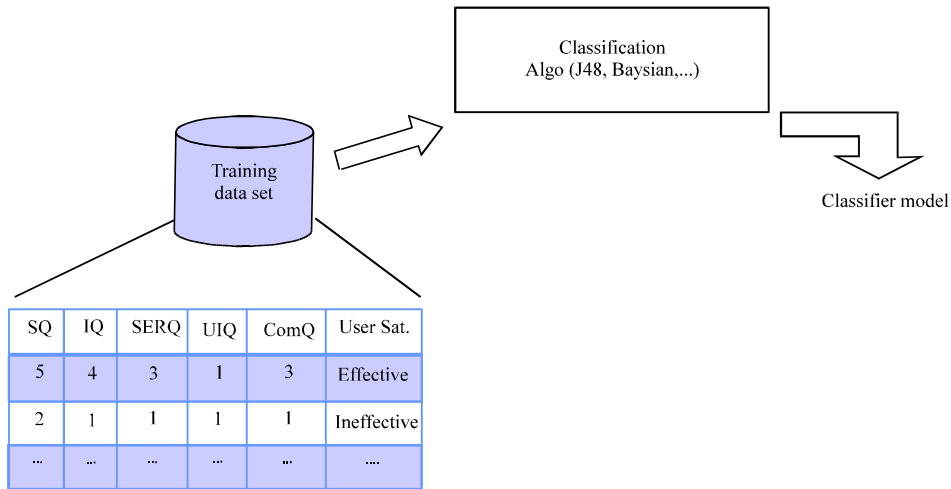 Classification
Algo (J48, Baysian,...)
Training
data set
Classifier model
SQ IQ SERQ UIQ ComQ User Sat.
5 4 3 1 3 Effective
2 1 1 1 1 Ineffective
... ... ... ... ... ....